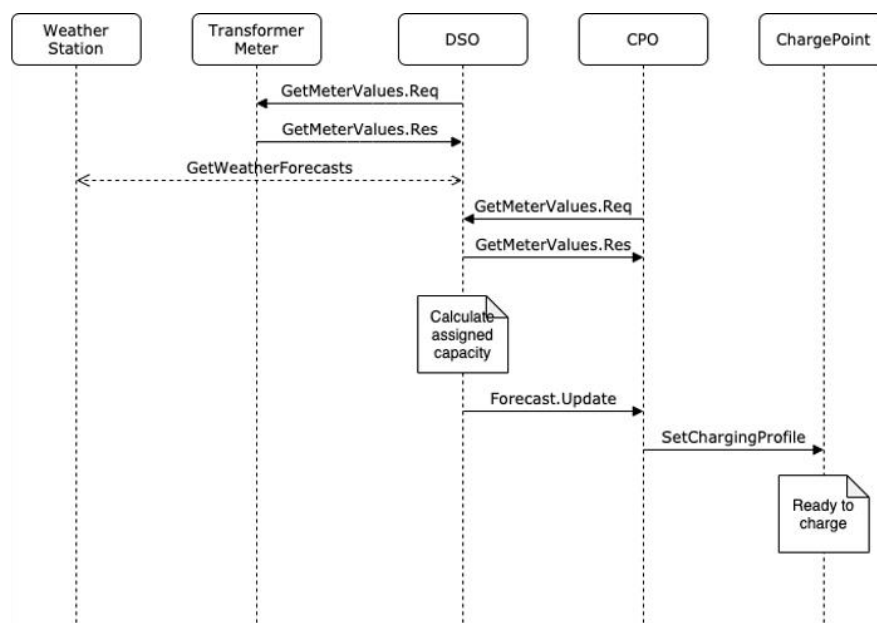 Weather
Station
Transformer
Meter
DSO
CPO
ChargePoint
GetMeterValues.Req
GetMeterValues.Res
GetWeatherForecasts
GetMeterValues.Req
GetMeterValues.Res
Calculate
assigned
capacity
Forecast.Update
SetChargingProfile
Ready to
charge